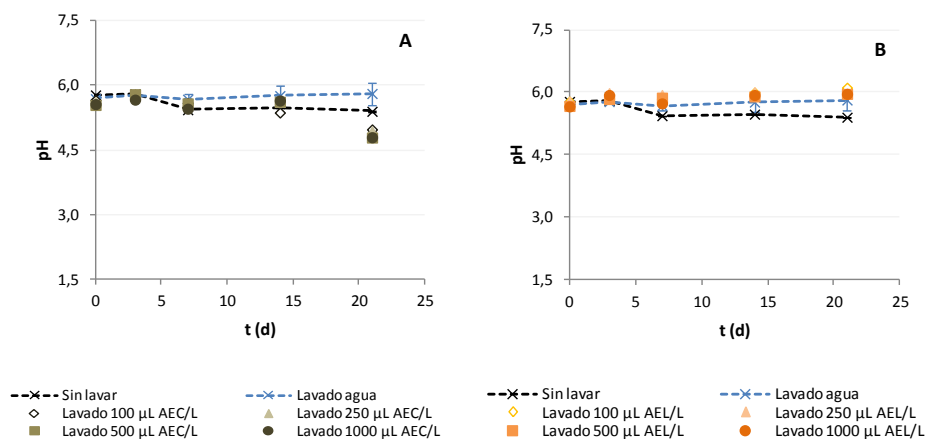 A
7,5
6,0
4,5
3,0
1,5
pH
0 5 10 15 20 25
t (d)
Sin lavar
Lavado agua
Lavado 100 µL AEC/L
Lavado 250 µL AEC/L
Lavado 500 µL AEC/L
Lavado 1000 µL AEC/L
B
7,5
6,0
4,5
3,0
1,5
pH
0 5 10 15 20 25
t (d)
Sin lavar
Lavado agua
Lavado 100 µL AEL/L
Lavado 250 µL AEL/L
Lavado 500 µL AEL/L
Lavado 1000 µL AEL/L